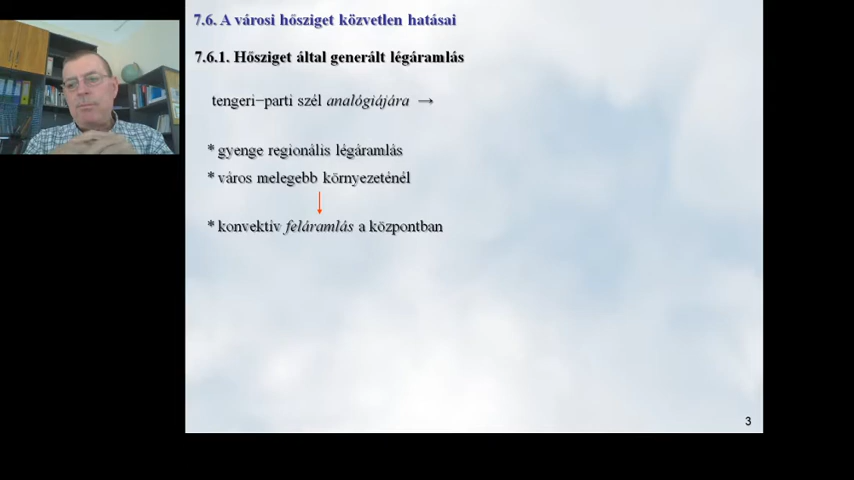 7.6. A városi hősziget közvetlen hatásai
7.6.1. Hősziget által generált légáramlás
tengeri−parti szél analógiájára →
* gyenge regionális légáramlás
* város melegebb környezeténél
* konvektív feláramlás a központban
3